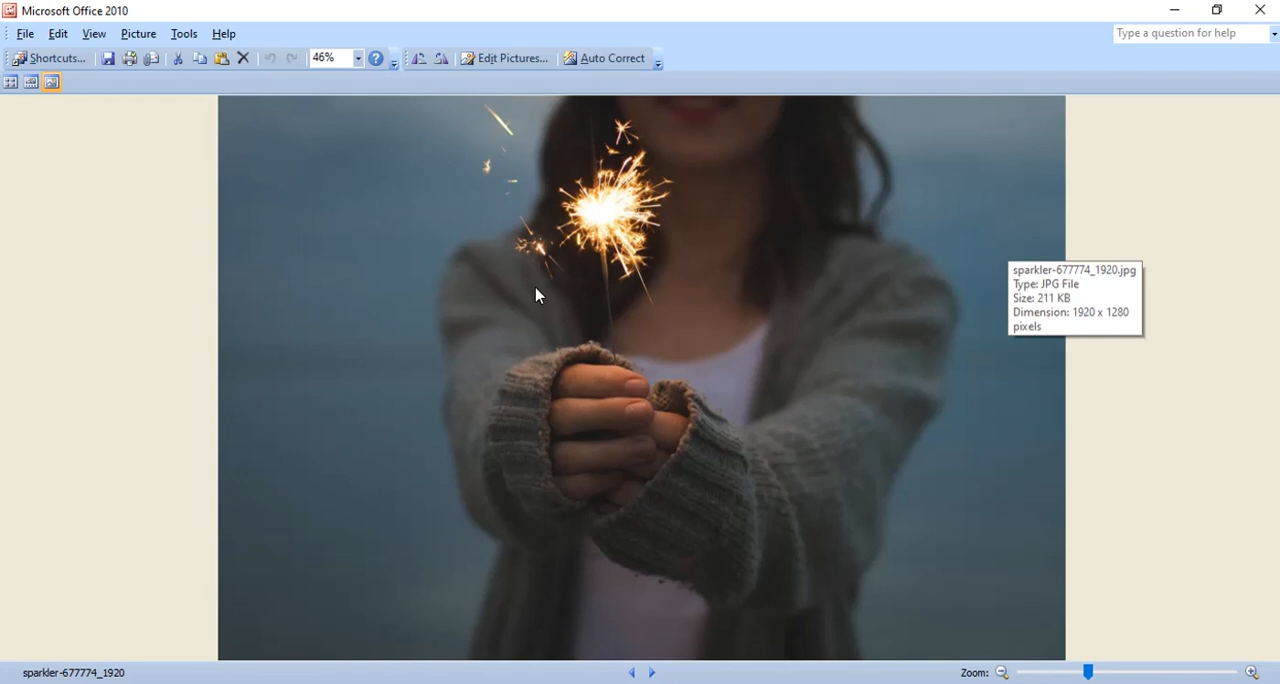 Microsoft Office 2010
File Edit View Picture Tools Help
Type a question for help
Shortcuts... 46% Edit Pictures... Auto Correct
sparkler-677774_1920.jpg
Type: JPG File
Size: 211 KB
Dimension: 1920 x 1280
pixels
sparkler-677774_1920
Zoom: